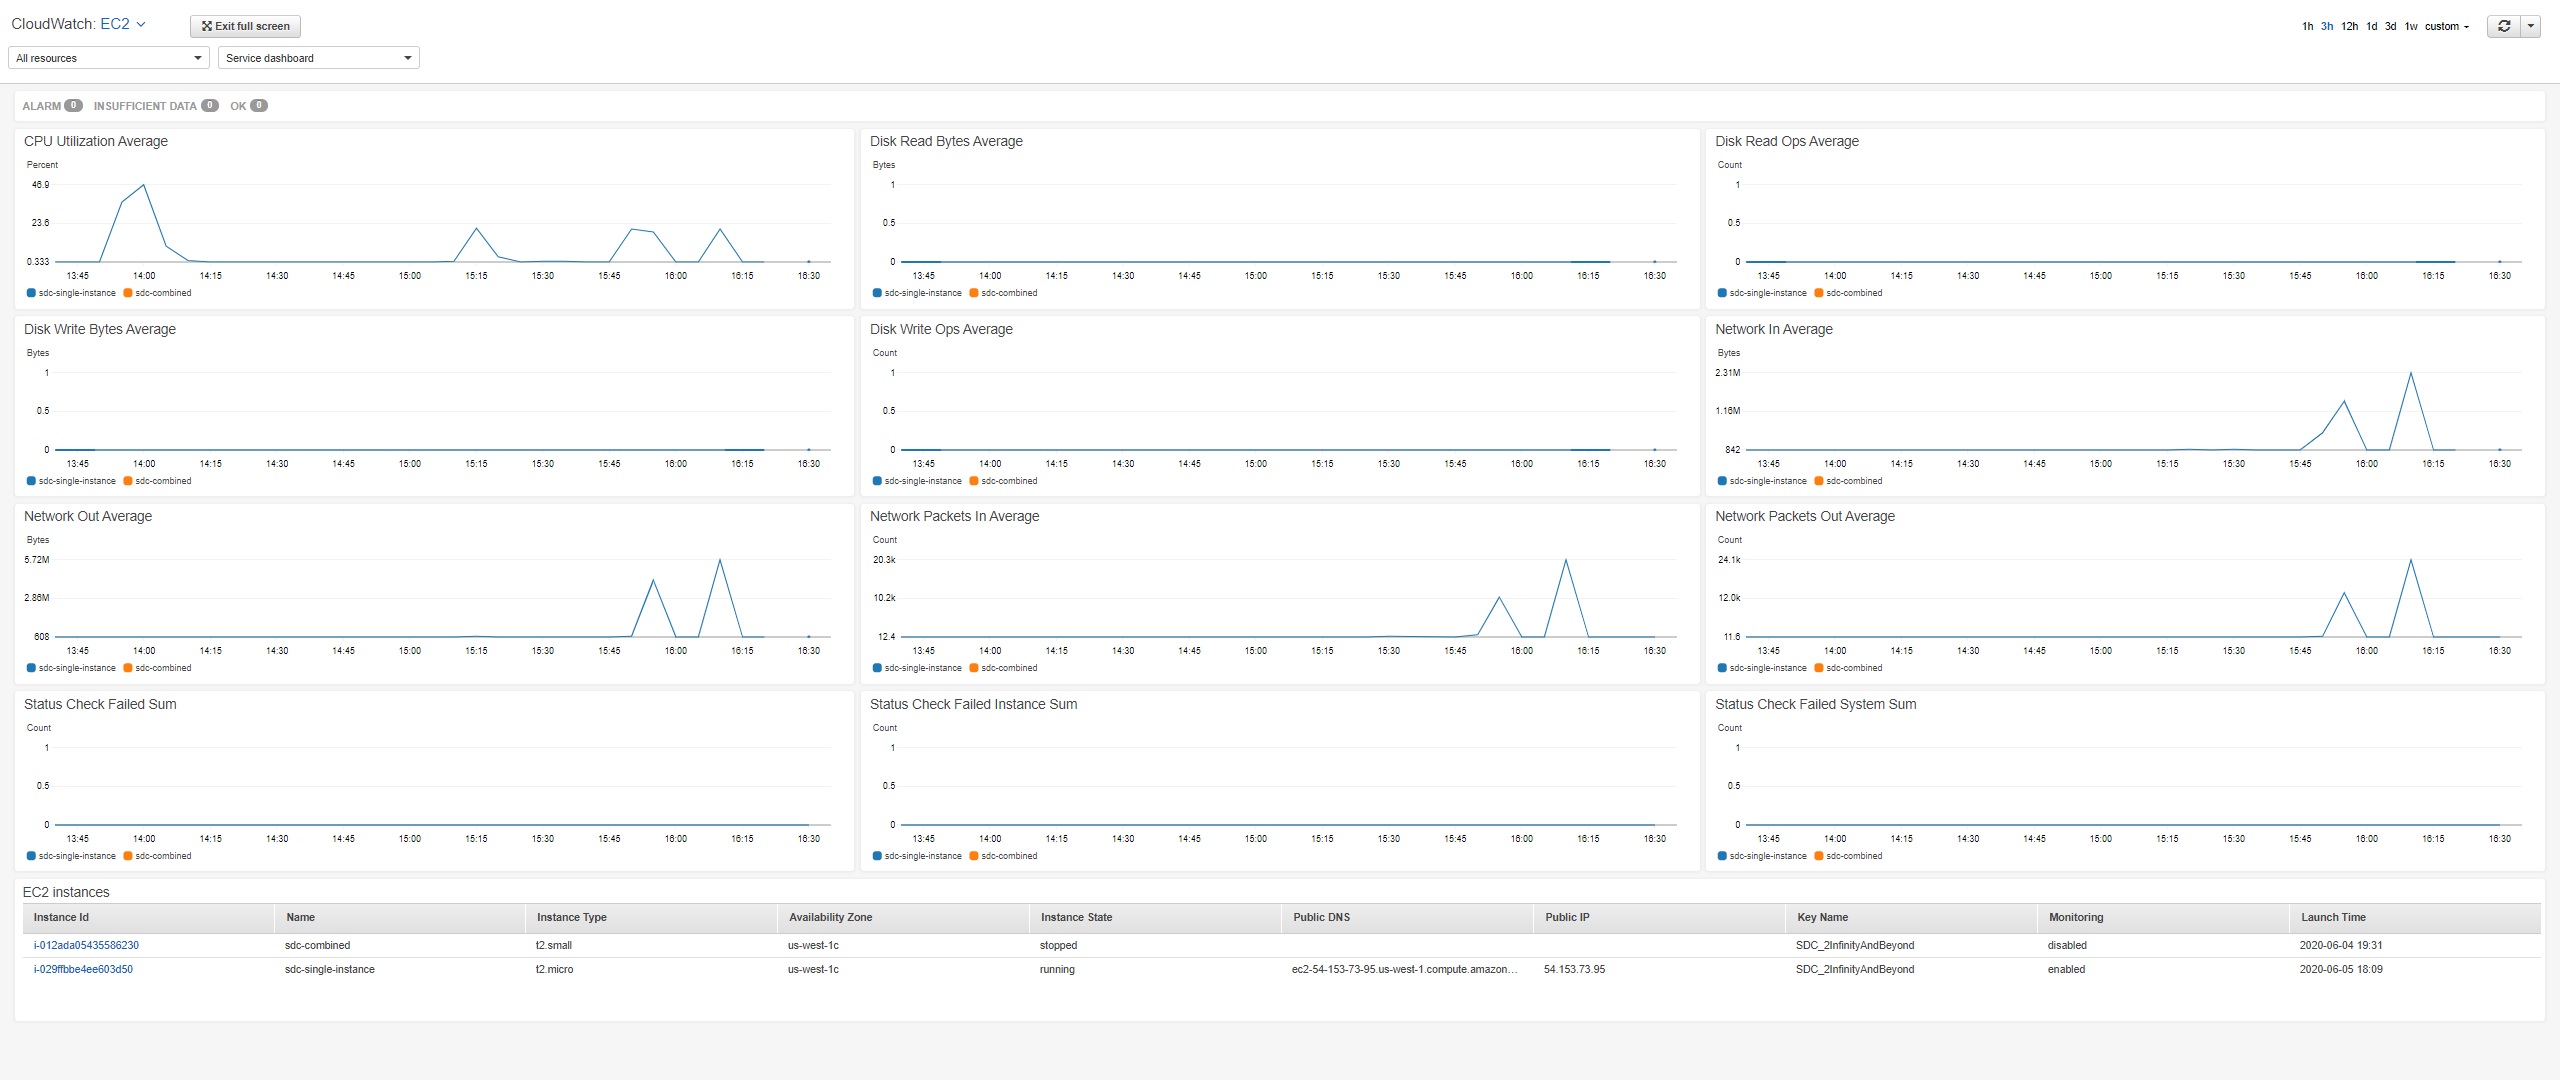 CloudWatch: EC2
Exit full screen
1h 3h 12h 1d 3d 1w custom
All resources
Service dashboard
ALARM 0 INSUFFICIENT DATA 0 OK 0
CPU Utilization Average
Percent
46.9
23.6
0.333
13:45 14:00 14:15 14:30 14:45 15:00 15:15 15:30 15:45 16:00 16:15 16:30
sdc-single-instance sdc-combined
Disk Read Bytes Average
Bytes
1
0.5
0
13:45 14:00 14:15 14:30 14:45 15:00 15:15 15:30 15:45 16:00 16:15 16:30
sdc-single-instance sdc-combined
Disk Read Ops Average
Count
1
0.5
0
13:45 14:00 14:15 14:30 14:45 15:00 15:15 15:30 15:45 16:00 16:15 16:30
sdc-single-instance sdc-combined
Disk Write Bytes Average
Bytes
1
0.5
0
13:45 14:00 14:15 14:30 14:45 15:00 15:15 15:30 15:45 16:00 16:15 16:30
sdc-single-instance sdc-combined
Disk Write Ops Average
Count
1
0.5
0
13:45 14:00 14:15 14:30 14:45 15:00 15:15 15:30 15:45 16:00 16:15 16:30
sdc-single-instance sdc-combined
Network In Average
Bytes
2.31M
1.16M
842
13:45 14:00 14:15 14:30 14:45 15:00 15:15 15:30 15:45 16:00 16:15 16:30
sdc-single-instance sdc-combined
Network Out Average
Bytes
5.72M
2.86M
608
13:45 14:00 14:15 14:30 14:45 15:00 15:15 15:30 15:45 16:00 16:15 16:30
sdc-single-instance sdc-combined
Network Packets In Average
Count
20.3k
10.2k
12.4
13:45 14:00 14:15 14:30 14:45 15:00 15:15 15:30 15:45 16:00 16:15 16:30
sdc-single-instance sdc-combined
Network Packets Out Average
Count
24.1k
12.0k
11.6
13:45 14:00 14:15 14:30 14:45 15:00 15:15 15:30 15:45 16:00 16:15 16:30
sdc-single-instance sdc-combined
Status Check Failed Sum
Count
1
0.5
0
13:45 14:00 14:15 14:30 14:45 15:00 15:15 15:30 15:45 16:00 16:15 16:30
sdc-single-instance sdc-combined
Status Check Failed Instance Sum
Count
1
0.5
0
13:45 14:00 14:15 14:30 14:45 15:00 15:15 15:30 15:45 16:00 16:15 16:30
sdc-single-instance sdc-combined
Status Check Failed System Sum
Count
1
0.5
0
13:45 14:00 14:15 14:30 14:45 15:00 15:15 15:30 15:45 16:00 16:15 16:30
sdc-single-instance sdc-combined
EC2 instances
Instance Id Name Instance Type Availability Zone Instance State Public DNS Public IP Key Name Monitoring Launch Time
i-012ada05435586230 sdc-combined t2.small us-west-1c stopped SDC_2InfinityAndBeyond disabled 2020-06-04 19:31
i-029ffbbe4ee603d50 sdc-single-instance t2.micro us-west-1c running ec2-54-153-73-95.us-west-1.compute.amazon... 54.153.73.95 SDC_2InfinityAndBeyond enabled 2020-06-05 18:09